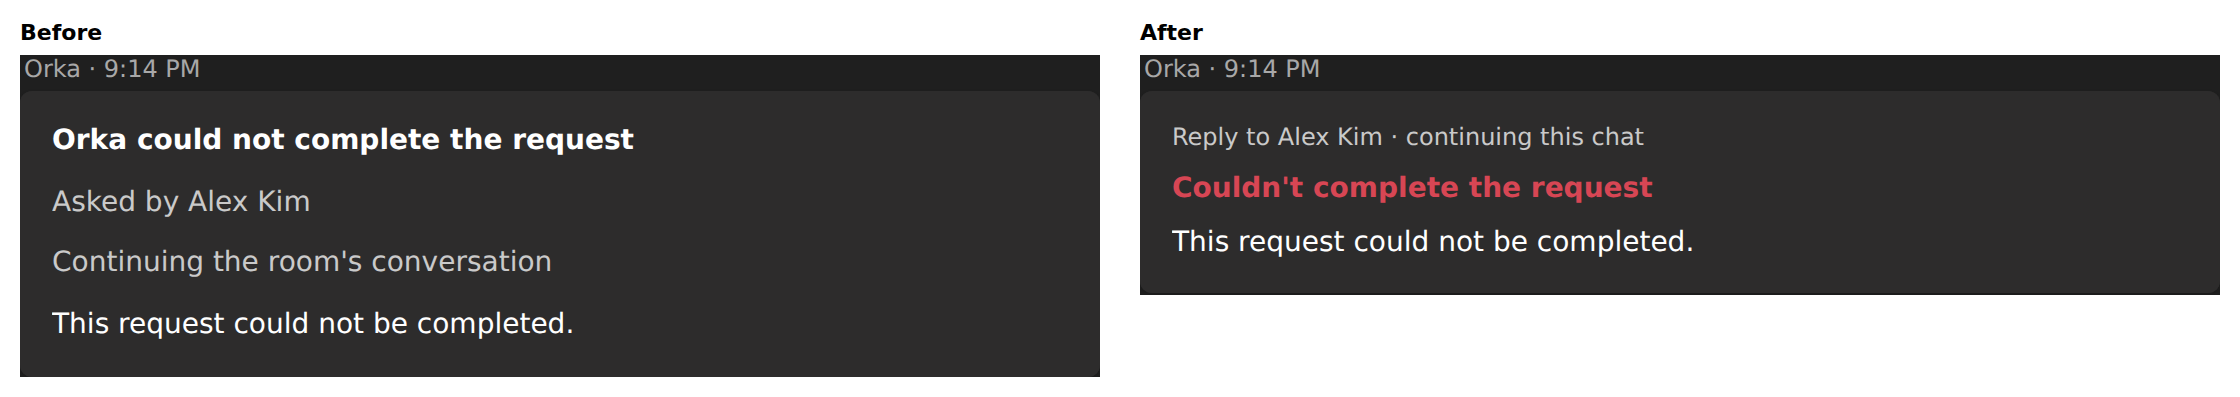 Before
Orka · 9:14 PM
Orka could not complete the request
Asked by Alex Kim
Continuing the room's conversation
This request could not be completed.
After
Orka · 9:14 PM
Reply to Alex Kim · continuing this chat
Couldn't complete the request
This request could not be completed.